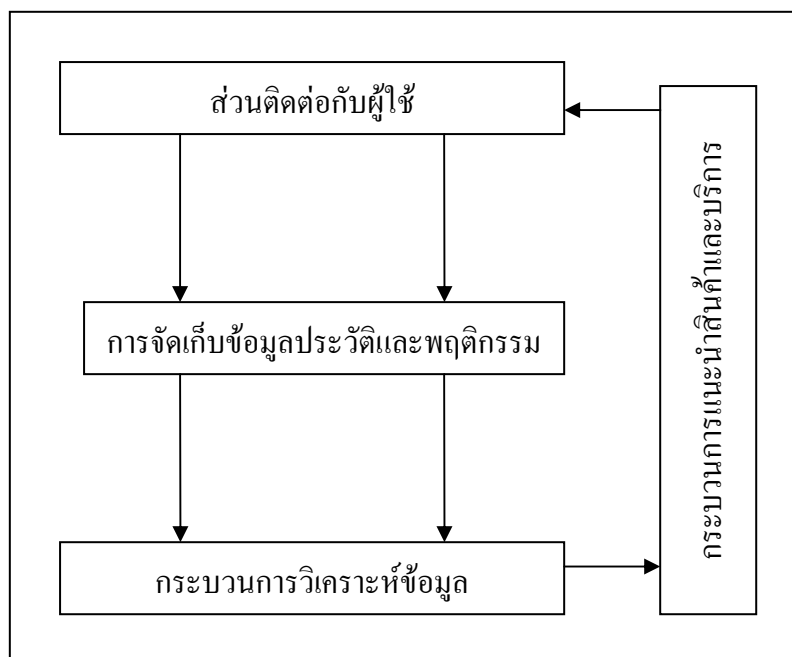 ส่วนติดต่อกับผู้ใช้
การจัดเก็บข้อมูลประวัติและพฤติกรรม
กระบวนการวิเคราะห์ข้อมูล
กระบวนการแนะนำสินค้าและบริการ